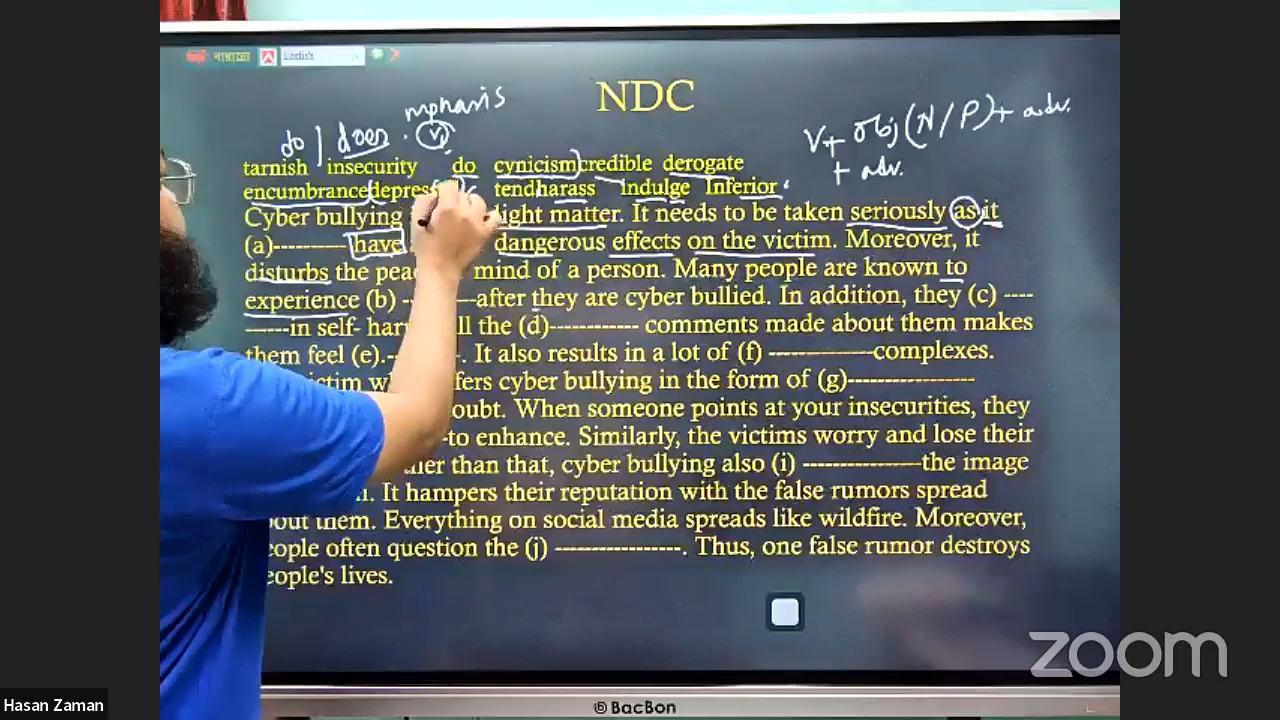 English
NDC
mphasis
do / does . (v)
V + obj (N / P) + adv.
+ adv.
tarnish insecurity do cynicism credible derogate
encumbrance depres tend harass indulge Inferior
Cyber bullying light matter. It needs to be taken seriously as it
(a)---------- have dangerous effects on the victim. Moreover, it
disturbs the pea mind of a person. Many people are known to
experience (b) ---------after they are cyber bullied. In addition, they (c) ----
------in self- har ll the (d)------------ comments made about them makes
them feel (e).- . It also results in a lot of (f) --------------complexes.
ictim w fers cyber bullying in the form of (g)-----------------
oubt. When someone points at your insecurities, they
-to enhance. Similarly, the victims worry and lose their
her than that, cyber bullying also (i) ----------------the image
. It hampers their reputation with the false rumors spread
out them. Everything on social media spreads like wildfire. Moreover,
eople often question the (j) -----------------. Thus, one false rumor destroys
eople's lives.
BacBon
zoom
Hasan Zaman